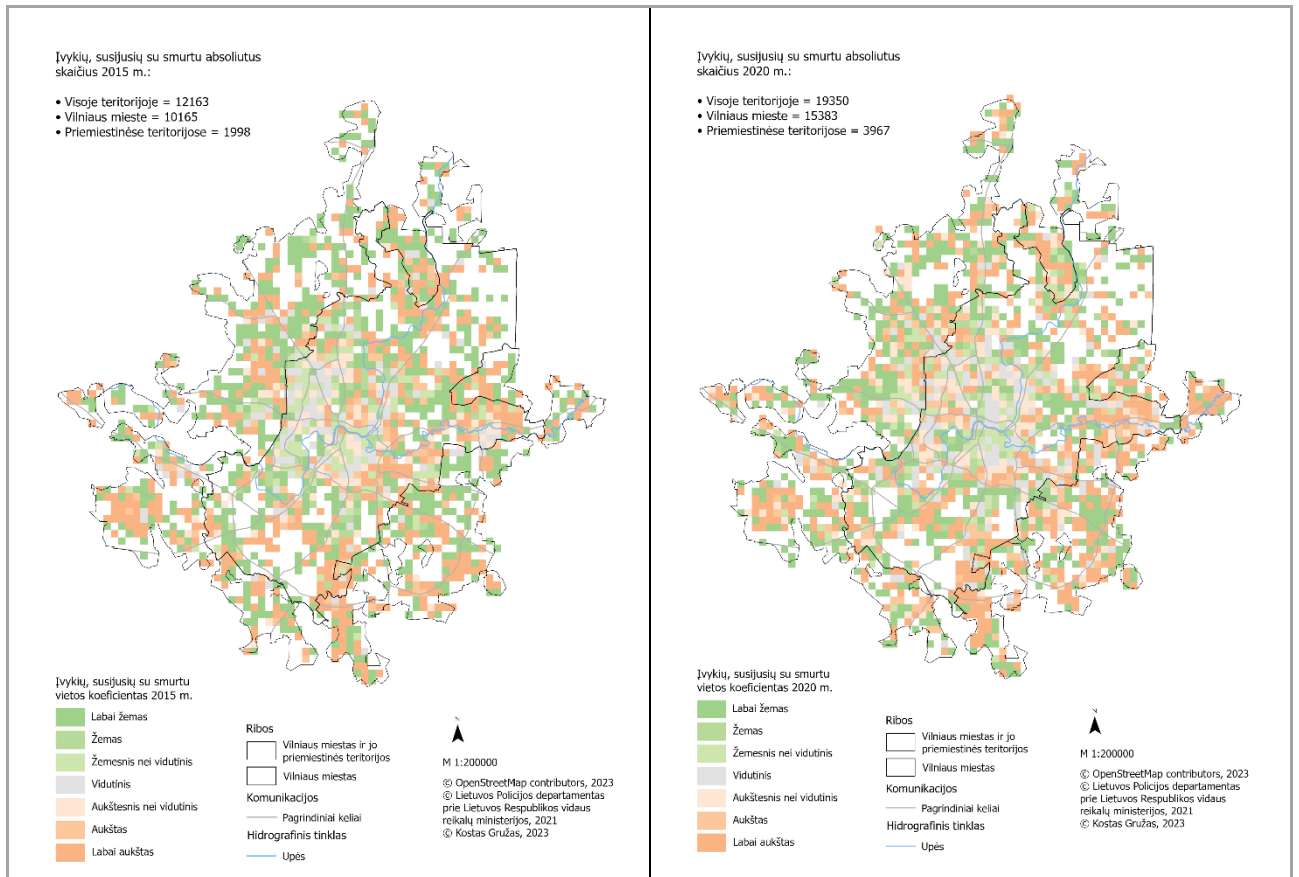 Įvykių, susijusių su smurtu absoliutus
skaičius 2015 m.:
• Visoje teritorijoje = 12163
• Vilniaus mieste = 10165
• Priemiestinėse teritorijose = 1998
Įvykių, susijusių su smurtu
vietos koeficientas 2015 m.
Labai žemas
Žemas
Žemesnis nei vidutinis
Vidutinis
Aukštesnis nei vidutinis
Aukštas
Labai aukštas
Ribos
Vilniaus miestas ir jo
priemiestinės teritorijos
Vilniaus miestas
Komunikacijos
Pagrindiniai keliai
Hidrografinis tinklas
Upės
N
M 1:200000
© OpenStreetMap contributors, 2023
© Lietuvos Policijos departamentas
prie Lietuvos Respublikos vidaus
reikalų ministerijos, 2021
© Kostas Gružas, 2023
Įvykių, susijusių su smurtu absoliutus
skaičius 2020 m.:
• Visoje teritorijoje = 19350
• Vilniaus mieste = 15383
• Priemiestinėse teritorijose = 3967
Įvykių, susijusių su smurtu
vietos koeficientas 2020 m.
Labai žemas
Žemas
Žemesnis nei vidutinis
Vidutinis
Aukštesnis nei vidutinis
Aukštas
Labai aukštas
Ribos
Vilniaus miestas ir jo
priemiestinės teritorijos
Vilniaus miestas
Komunikacijos
Pagrindiniai keliai
Hidrografinis tinklas
Upės
N
M 1:200000
© OpenStreetMap contributors, 2023
© Lietuvos Policijos departamentas
prie Lietuvos Respublikos vidaus
reikalų ministerijos, 2021
© Kostas Gružas, 2023